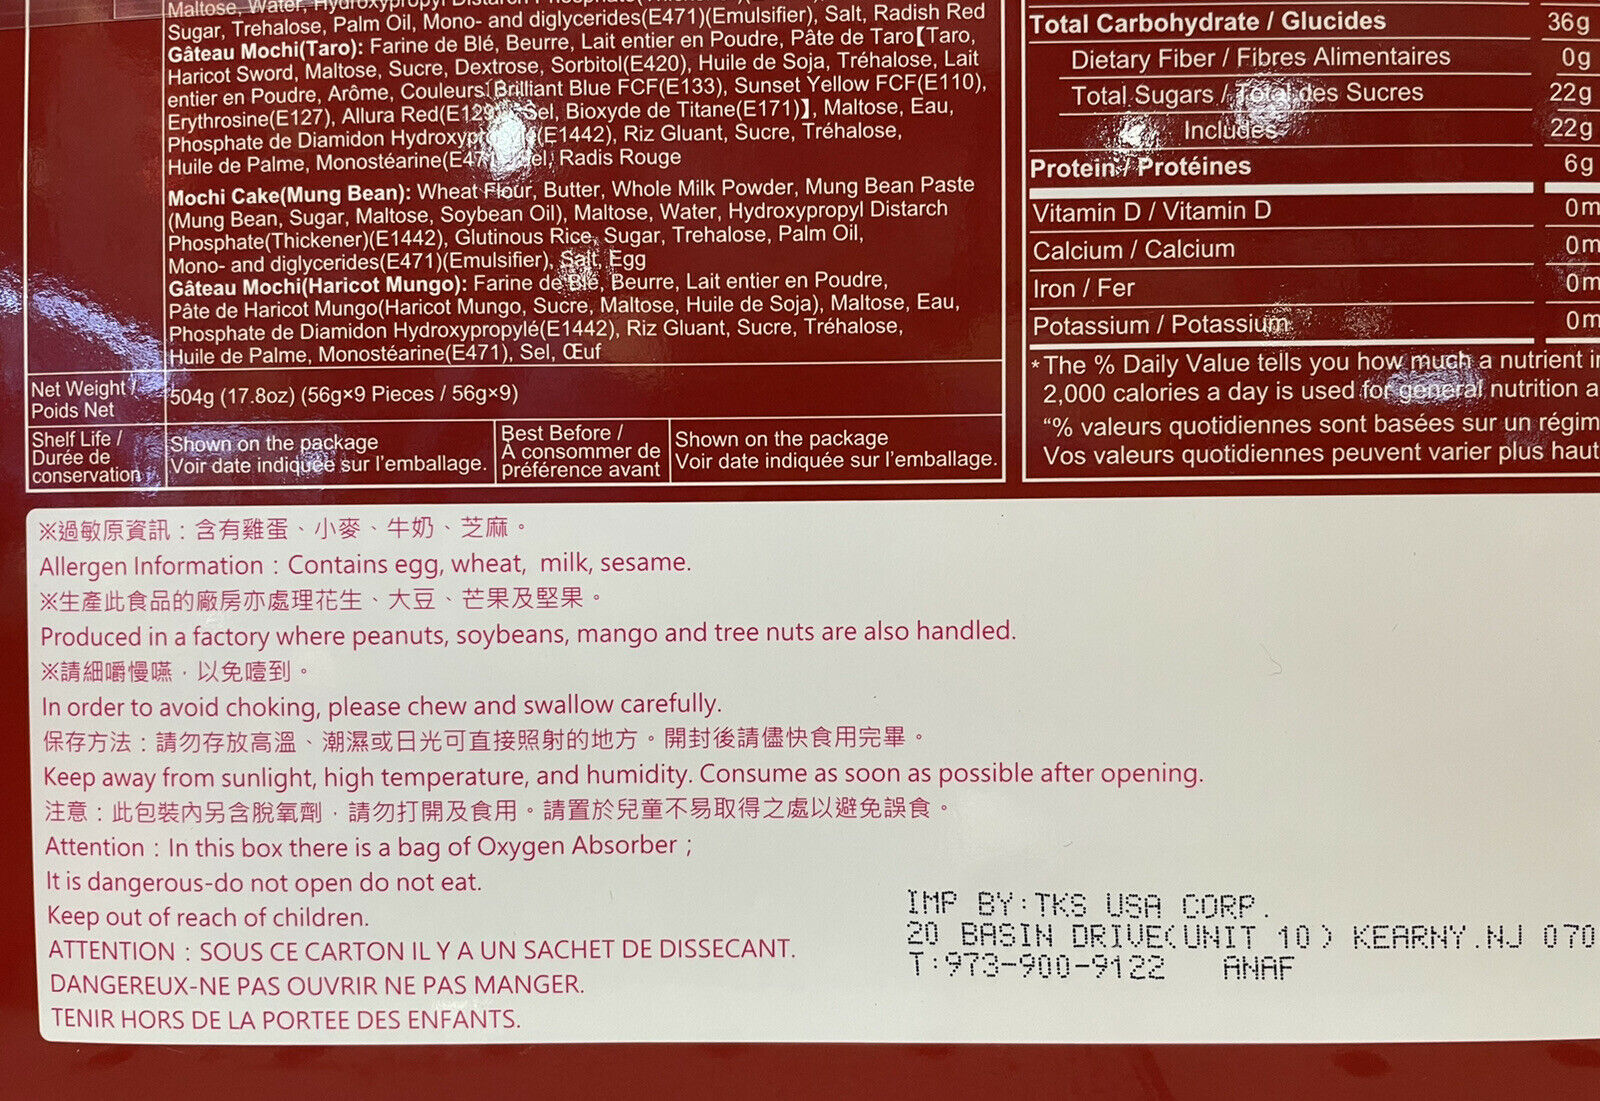 Maltose, Water, Hydroxypropyl Distarch
Sugar, Trehalose, Palm Oil, Mono- and diglycerides(E471)(Emulsifier), Salt, Radish Red
Gâteau Mochi(Taro): Farine de Blé, Beurre, Lait entier en Poudre, Pâte de Taro【Taro,
Haricot Sword, Maltose, Sucre, Dextrose, Sorbitol(E420), Huile de Soja, Tréhalose, Lait
entier en Poudre, Arôme, Couleurs: Brilliant Blue FCF(E133), Sunset Yellow FCF(E110),
Erythrosine(E127), Allura Red(E129 Sel, Bioxyde de Titane(E171)】, Maltose, Eau,
Phosphate de Diamidon (E1442), Riz Gluant, Sucre, Tréhalose,
Huile de Palme, Monostéarine( Radis Rouge
Mochi Cake(Mung Bean): Wheat Flour, Butter, Whole Milk Powder, Mung Bean Paste
(Mung Bean, Sugar, Maltose, Soybean Oil), Maltose, Water, Hydroxypropyl Distarch
Phosphate(Thickener)(E1442), Glutinous Rice, Sugar, Trehalose, Palm Oil,
Mono- and diglycerides(E471)(Emulsifier), Salt, Egg
Gâteau Mochi(Haricot Mungo): Farine de Blé, Beurre, Lait entier en Poudre,
Pâte de Haricot Mungo(Haricot Mungo, Sucre, Maltose, Huile de Soja), Maltose, Eau,
Phosphate de Diamidon Hydroxypropylé(E1442), Riz Gluant, Sucre, Tréhalose,
Huile de Palme, Monostéarine(E471), Sel, Œuf
Net Weight /
Poids Net
504g (17.8oz) (56g×9 Pieces / 56g×9)
Shelf Life /
Durée de
conservation
Shown on the package
Voir date indiquée sur l'emballage.
Best Before /
À consommer de
préférence avant
Shown on the package
Voir date indiquée sur l'emballage.
Total Carbohydrate / Glucides 36g
Dietary Fiber / Fibres Alimentaires 0g
Total Sugars / Total des Sucres 22g
Includes 22g
Protein / Protéines 6g
Vitamin D / Vitamin D 0m
Calcium / Calcium 0m
Iron / Fer 0m
Potassium / Potassium 0m
*The % Daily Value tells you how much a nutrient
2,000 calories a day is used for general nutrition a
"% valeurs quotidiennes sont basées sur un régim
Vos valeurs quotidiennes peuvent varier plus haut
※過敏原資訊：含有雞蛋、小麥、牛奶、芝麻。
Allergen Information : Contains egg, wheat, milk, sesame.
※生產此食品的廠房亦處理花生、大豆、芒果及堅果。
Produced in a factory where peanuts, soybeans, mango and tree nuts are also handled.
※請細嚼慢嚥，以免噎到。
In order to avoid choking, please chew and swallow carefully.
保存方法：請勿存放高溫、潮濕或日光可直接照射的地方。開封後請儘快食用完畢。
Keep away from sunlight, high temperature, and humidity. Consume as soon as possible after opening.
注意：此包裝內另含脫氧劑，請勿打開及食用。請置於兒童不易取得之處以避免誤食。
Attention : In this box there is a bag of Oxygen Absorber ;
It is dangerous-do not open do not eat.
Keep out of reach of children.
ATTENTION : SOUS CE CARTON IL Y A UN SACHET DE DISSECANT.
DANGEREUX-NE PAS OUVRIR NE PAS MANGER.
TENIR HORS DE LA PORTEE DES ENFANTS.
IMP BY:TKS USA CORP.
20 BASIN DRIVE(UNIT 10) KEARNY.NJ 070
T:973-900-9122 ANAF